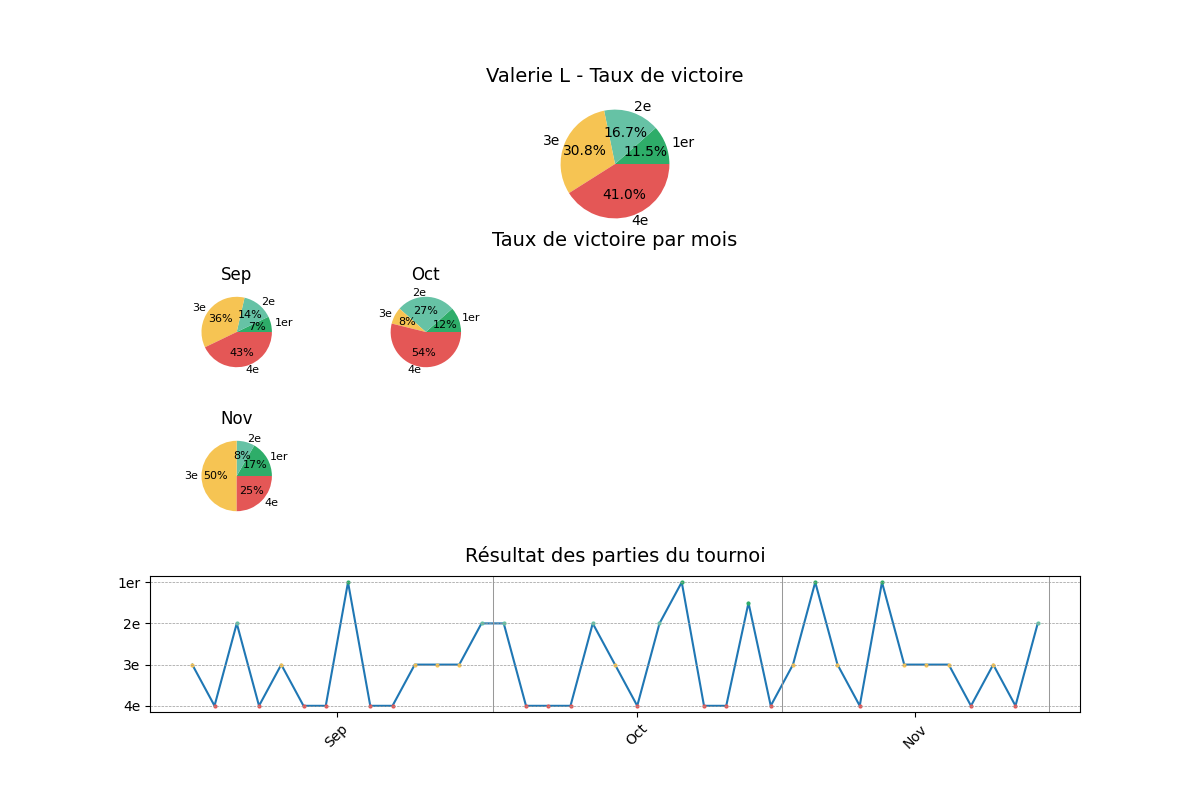 Valerie L - Taux de victoire
2e
3e
16.7%
1er
30.8%
11.5%
41.0%
4e
Taux de victoire par mois
Sep
3e
2e
36%
14%
7%
1er
43%
4e
Oct
2e
3e
27%
1er
8%
12%
54%
4e
Nov
2e
8%
1er
17%
3e
50%
25%
4e
Résultat des parties du tournoi
1er
2e
3e
4e
Sep
Oct
Nov